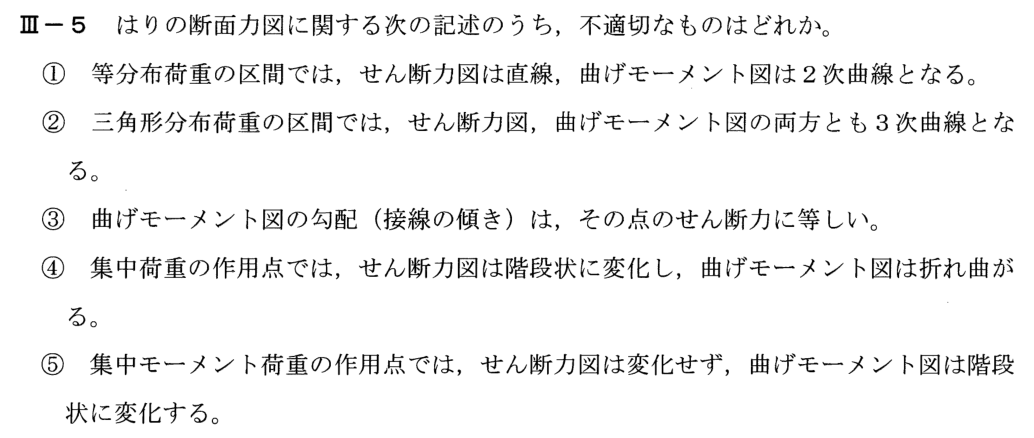 Ⅲ－５　はりの断面力図に関する次の記述のうち，不適切なものはどれか。
①　等分布荷重の区間では，せん断力図は直線，曲げモーメント図は２次曲線となる。
②　三角形分布荷重の区間では，せん断力図，曲げモーメント図の両方とも３次曲線とな
る。
③　曲げモーメント図の勾配（接線の傾き）は，その点のせん断力に等しい。
④　集中荷重の作用点では，せん断力図は階段状に変化し，曲げモーメント図は折れ曲が
る。
⑤　集中モーメント荷重の作用点では，せん断力図は変化せず，曲げモーメント図は階段
状に変化する。